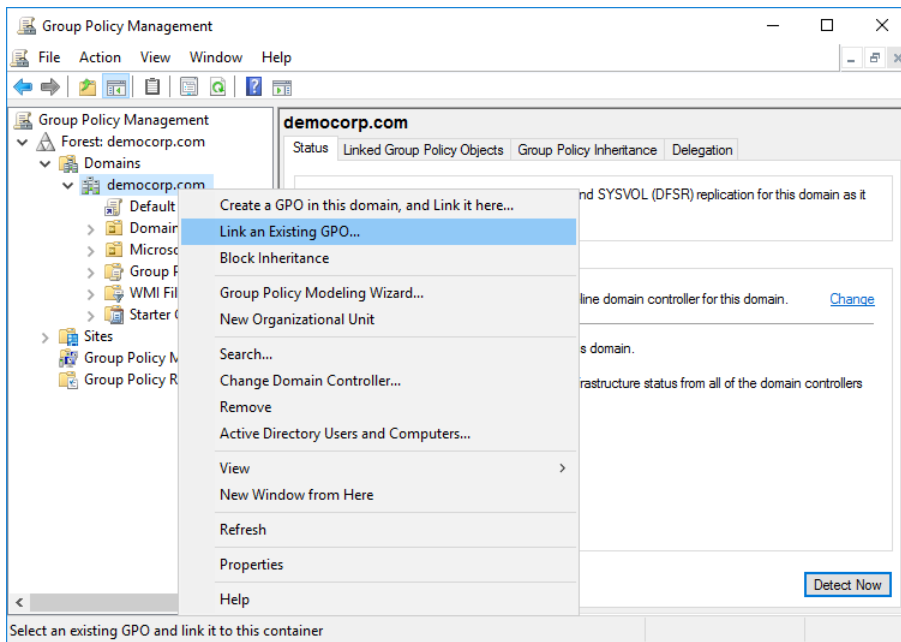 Group Policy Management
File Action View Window Help
Group Policy Management
Forest: democorp.com
Domains
democorp.com
Default
Domain
Group P
WMI Fil
Starter
Sites
Group Policy M
Group Policy R
democorp.com
Status Linked Group Policy Objects Group Policy Inheritance Delegation
nd SYSVOL (DFSR) replication for this domain as it
line domain controller for this domain. Change
s domain.
rastructure status from all of the domain controllers
Detect Now
Create a GPO in this domain, and Link it here...
Link an Existing GPO...
Block Inheritance
Group Policy Modeling Wizard...
New Organizational Unit
Search...
Change Domain Controller...
Remove
Active Directory Users and Computers...
View
New Window from Here
Refresh
Properties
Help
Select an existing GPO and link it to this container